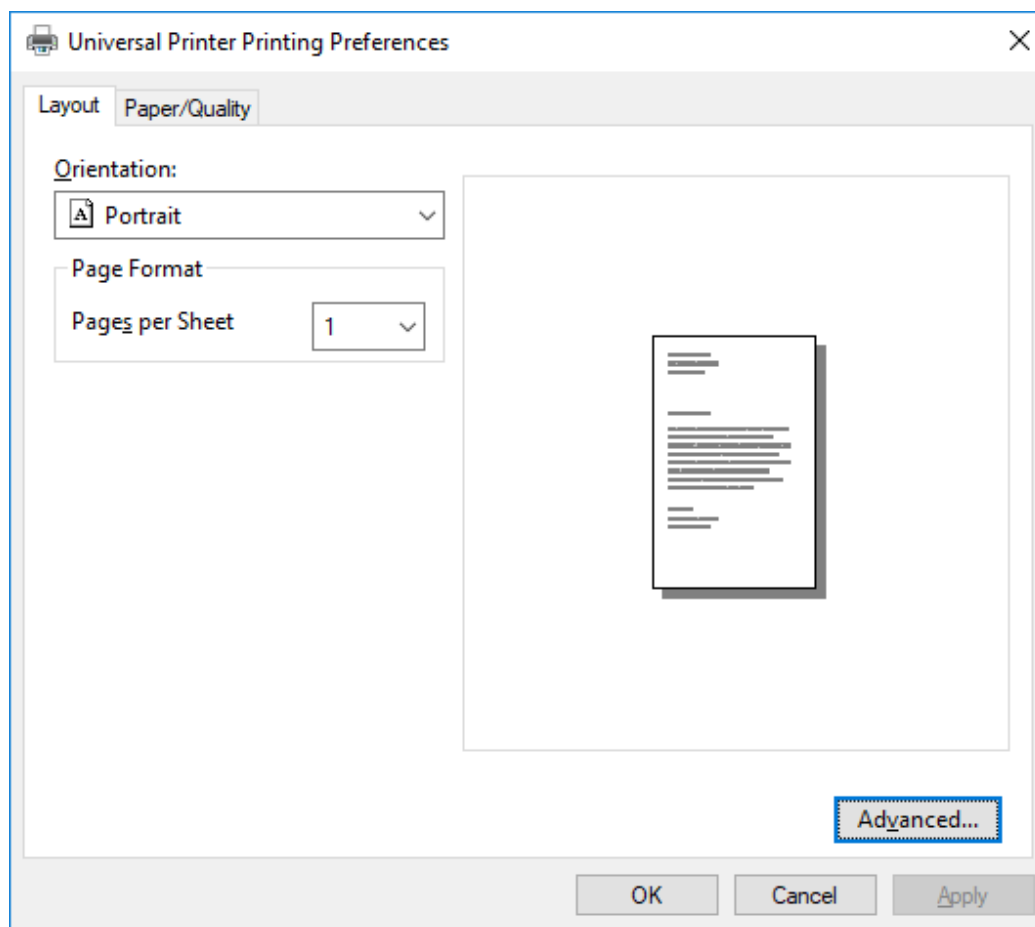 Universal Printer Printing Preferences
Layout Paper/Quality
Orientation:
A Portrait
Page Format
Pages per Sheet 1
Advanced...
OK Cancel Apply